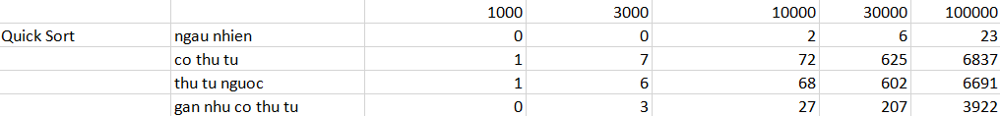 1000 3000 10000 30000 100000
Quick Sort ngau nhien 0 0 2 6 23
co thu tu 1 7 72 625 6837
thu tu nguoc 1 6 68 602 6691
gan nhu co thu tu 0 3 27 207 3922